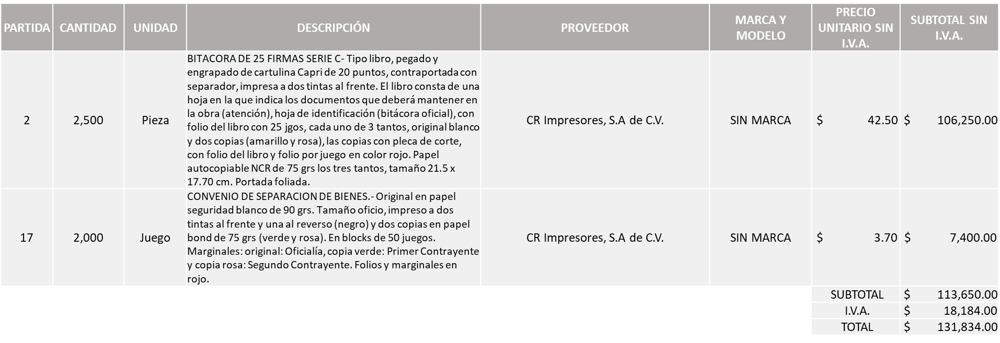 PARTIDA CANTIDAD UNIDAD DESCRIPCIÓN PROVEEDOR MARCA Y MODELO PRECIO UNITARIO SIN I.V.A. SUBTOTAL SIN I.V.A.
2 2,500 Pieza
BITACORA DE 25 FIRMAS SERIE C- Tipo libro, pegado y
engrapado de cartulina Capri de 20 puntos, contraportada con
separador, impresa a dos tintas al frente. El libro consta de una
hoja en la que indica los documentos que deberá mantener en
la obra (atención), hoja de identificación (bitácora oficial), con
folio del libro con 25 jgos, cada uno de 3 tantos, original blanco
y dos copias (amarillo y rosa), las copias con pleca de corte,
con folio del libro y folio por juego en color rojo. Papel
autocopiable NCR de 75 grs los tres tantos, tamaño 21.5 x
17.70 cm. Portada foliada.
CR Impresores, S.A de C.V. SIN MARCA $ 42.50 $ 106,250.00
17 2,000 Juego
CONVENIO DE SEPARACION DE BIENES.- Original en papel
seguridad blanco de 90 grs. Tamaño oficio, impreso a dos
tintas al frente y una al reverso (negro) y dos copias en papel
bond de 75 grs (verde y rosa). En blocks de 50 juegos.
Marginales: original: Oficialía, copia verde: Primer Contrayente
y copia rosa: Segundo Contrayente. Folios y marginales en
rojo.
CR Impresores, S.A de C.V. SIN MARCA $ 3.70 $ 7,400.00
SUBTOTAL $ 113,650.00
I.V.A. $ 18,184.00
TOTAL $ 131,834.00